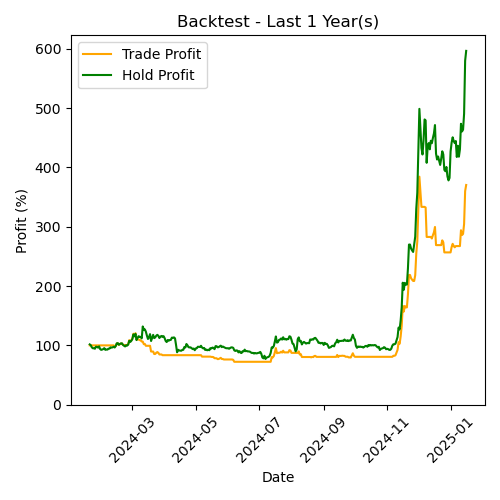 Backtest - Last 1 Year(s)
Trade Profit
Hold Profit
Profit (%)
600
500
400
300
200
100
0
2024-03
2024-05
2024-07
2024-09
2024-11
2025-01
Date